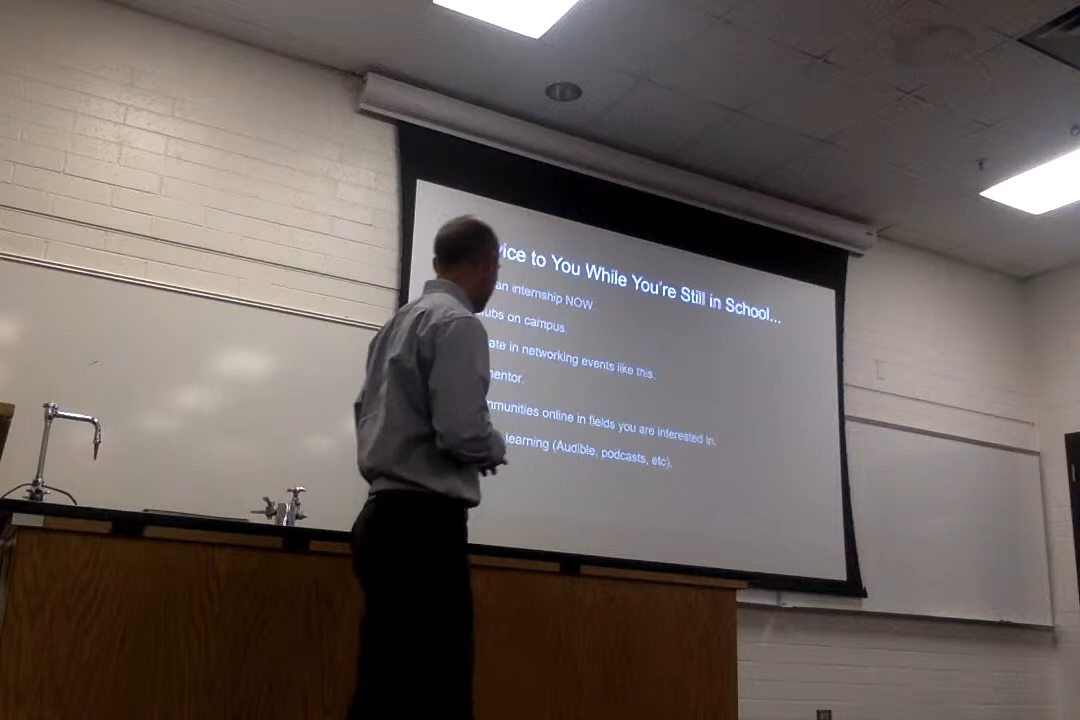 vice to You While You're Still in School...
an internship NOW.
ubs on campus.
ate in networking events like this.
mentor.
mmunities online in fields you are interested in.
learning (Audible, podcasts, etc).